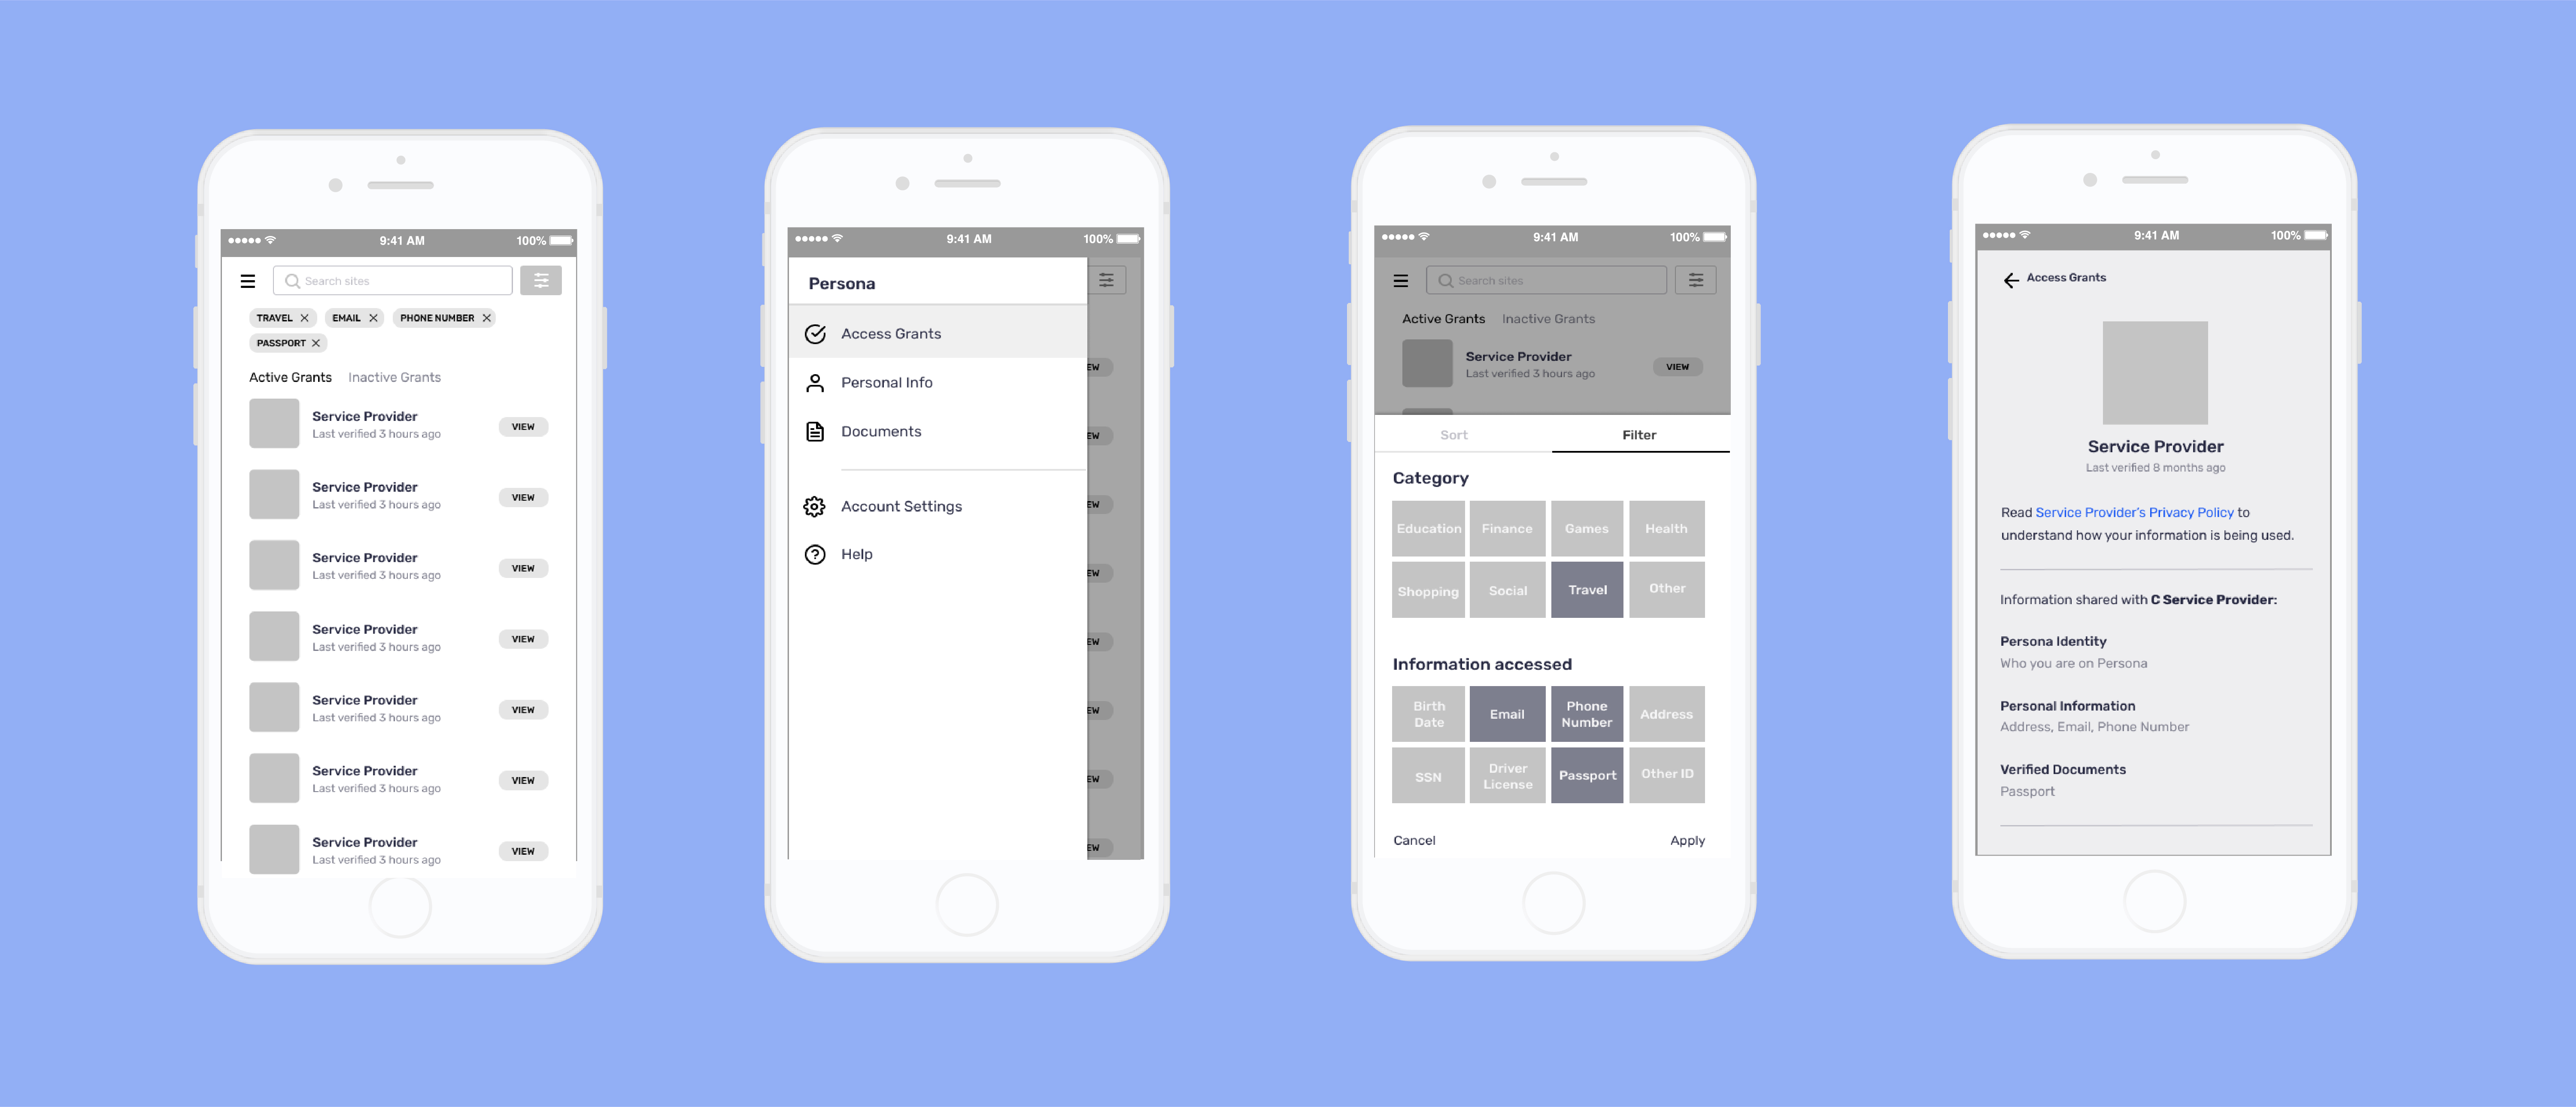 9:41 AM
100%
Search sites
TRAVEL
EMAIL
PHONE NUMBER
PASSPORT
Active Grants
Inactive Grants
Service Provider
Last verified 3 hours ago
VIEW
Service Provider
Last verified 3 hours ago
VIEW
Service Provider
Last verified 3 hours ago
VIEW
Service Provider
Last verified 3 hours ago
VIEW
Service Provider
Last verified 3 hours ago
VIEW
Service Provider
Last verified 3 hours ago
VIEW
Service Provider
Last verified 3 hours ago
VIEW
9:41 AM
100%
Persona
Access Grants
Personal Info
Documents
Account Settings
Help
EW
EW
EW
EW
EW
EW
EW
EW
9:41 AM
100%
Search sites
Active Grants
Inactive Grants
Service Provider
Last verified 3 hours ago
VIEW
Sort
Filter
Category
Education
Finance
Games
Health
Shopping
Social
Travel
Other
Information accessed
Birth
Date
Email
Phone
Number
Address
SSN
Driver
License
Passport
Other ID
Cancel
Apply
9:41 AM
100%
Access Grants
Service Provider
Last verified 8 months ago
Read Service Provider's Privacy Policy to
understand how your information is being used.
Information shared with C Service Provider:
Persona Identity
Who you are on Persona
Personal Information
Address, Email, Phone Number
Verified Documents
Passport